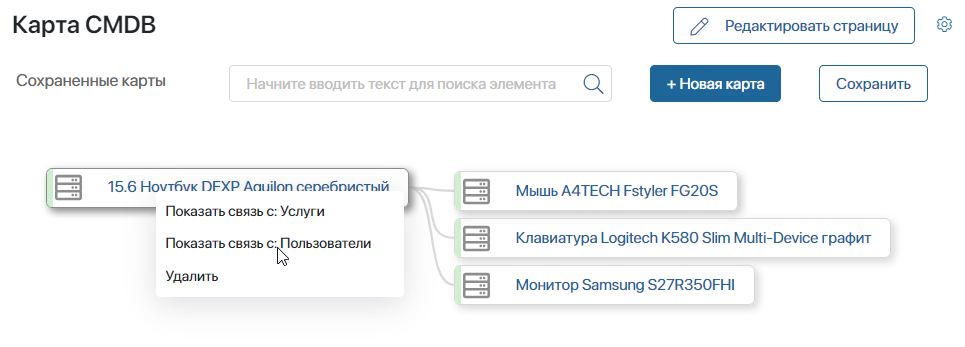 Карта CMDB
Редактировать страницу
Сохраненные карты
Начните вводить текст для поиска элемента
+ Новая карта
Сохранить
15.6 Ноутбук DEXP Aquilon серебристый
Показать связь с: Услуги
Показать связь с: Пользователи
Удалить
Мышь A4TECH Fstyler FG20S
Клавиатура Logitech K580 Slim Multi-Device графит
Монитор Samsung S27R350FHI